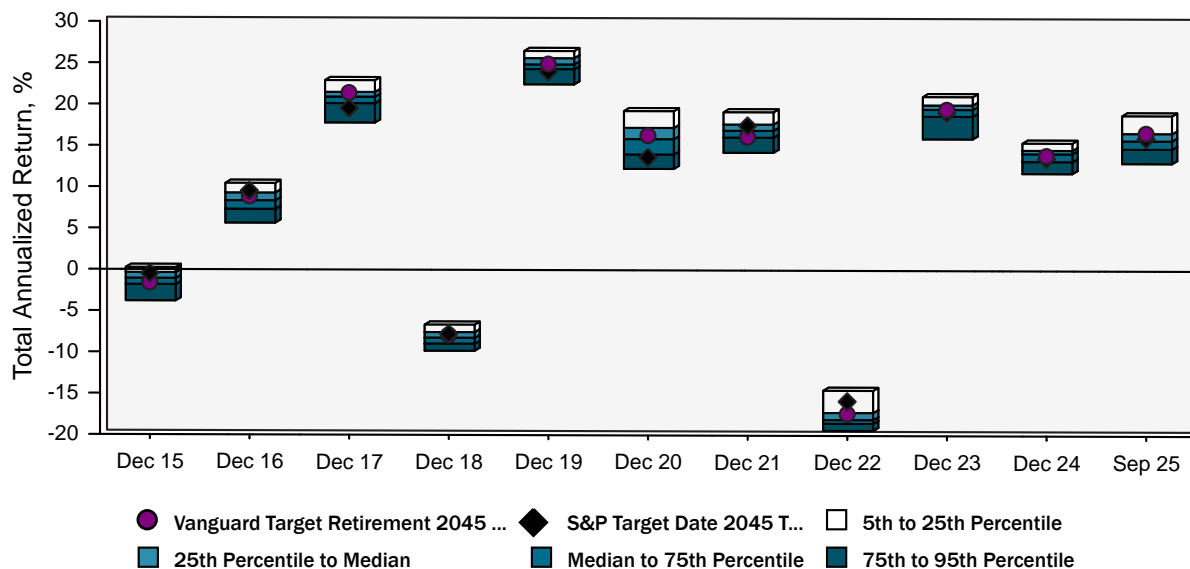 Total Annualized Return, %
30
25
20
15
10
5
0
-5
-10
-15
-20
Dec 15 Dec 16 Dec 17 Dec 18 Dec 19 Dec 20 Dec 21 Dec 22 Dec 23 Dec 24 Sep 25
Vanguard Target Retirement 2045 ... S&P Target Date 2045 T... 5th to 25th Percentile
25th Percentile to Median Median to 75th Percentile 75th to 95th Percentile